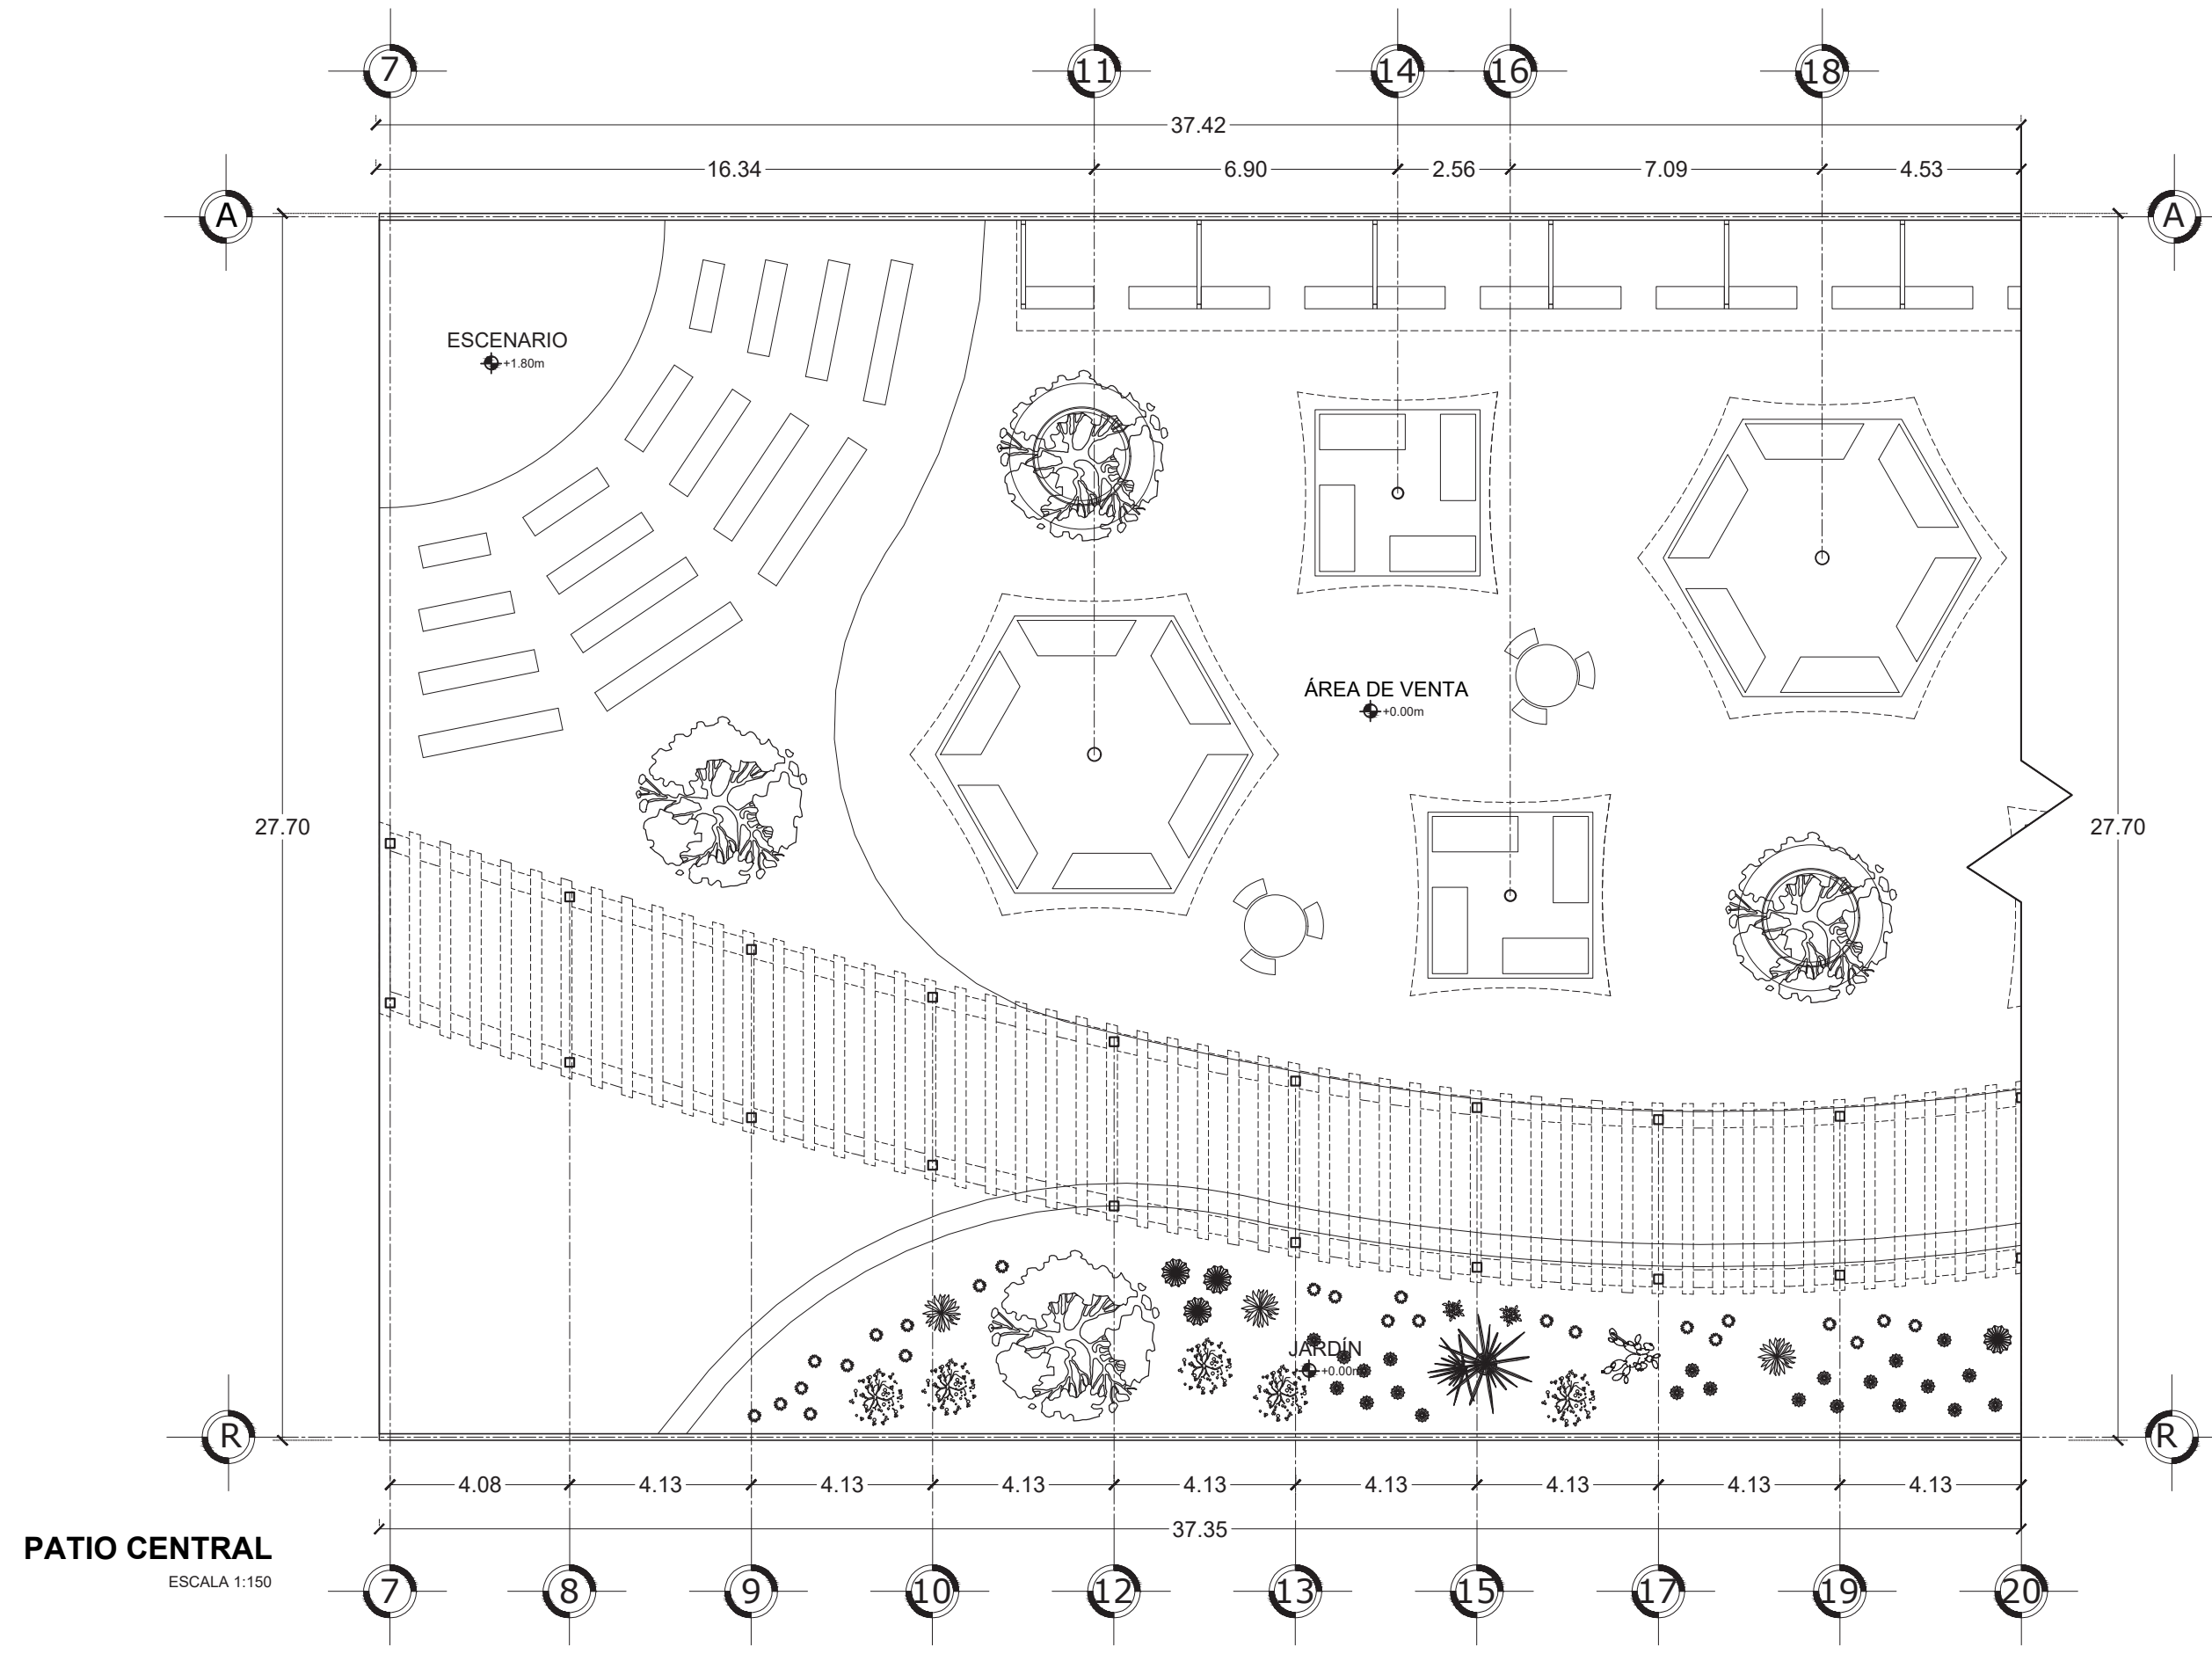 7 11 14 16 18
37.42
16.34 6.90 2.56 7.09 4.53
A A
ESCENARIO
+1.80m
ÁREA DE VENTA
+0.00m
27.70 27.70
JARDÍN
+0.00m
R R
4.08 4.13 4.13 4.13 4.13 4.13 4.13 4.13 4.13
37.35
PATIO CENTRAL
ESCALA 1:150
7 8 9 10 12 13 15 17 19 20